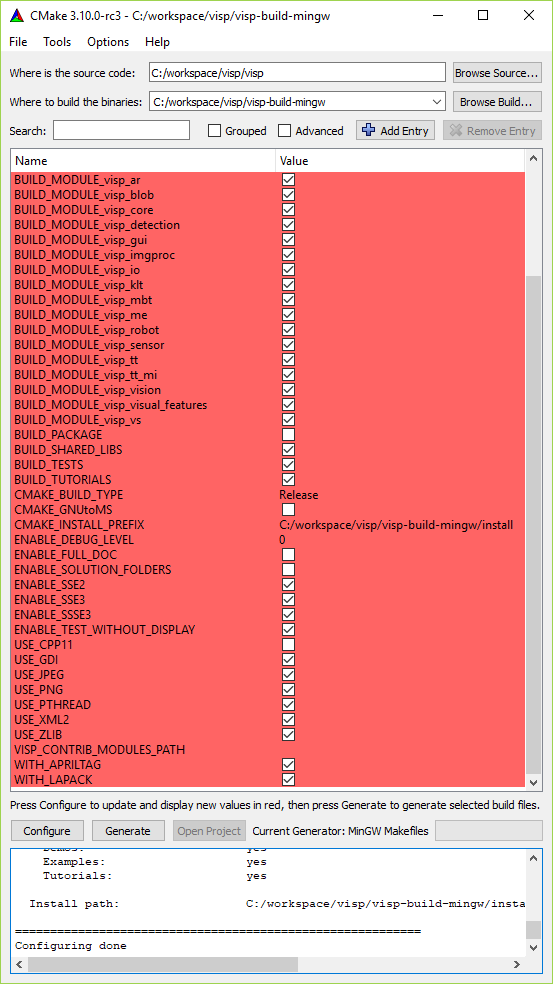 CMake 3.10.0-rc3 - C:/workspace/visp/visp-build-mingw
File Tools Options Help
Where is the source code: C:/workspace/visp/visp Browse Source...
Where to build the binaries: C:/workspace/visp/visp-build-mingw Browse Build...
Search: Grouped Advanced Add Entry Remove Entry
Name Value
BUILD_MODULE_visp_ar
BUILD_MODULE_visp_blob
BUILD_MODULE_visp_core
BUILD_MODULE_visp_detection
BUILD_MODULE_visp_gui
BUILD_MODULE_visp_imgproc
BUILD_MODULE_visp_io
BUILD_MODULE_visp_klt
BUILD_MODULE_visp_mbt
BUILD_MODULE_visp_me
BUILD_MODULE_visp_robot
BUILD_MODULE_visp_sensor
BUILD_MODULE_visp_tt
BUILD_MODULE_visp_tt_mi
BUILD_MODULE_visp_vision
BUILD_MODULE_visp_visual_features
BUILD_MODULE_visp_vs
BUILD_PACKAGE
BUILD_SHARED_LIBS
BUILD_TESTS
BUILD_TUTORIALS
CMAKE_BUILD_TYPE Release
CMAKE_GNUtoMS
CMAKE_INSTALL_PREFIX C:/workspace/visp/visp-build-mingw/install
ENABLE_DEBUG_LEVEL 0
ENABLE_FULL_DOC
ENABLE_SOLUTION_FOLDERS
ENABLE_SSE2
ENABLE_SSE3
ENABLE_SSSE3
ENABLE_TEST_WITHOUT_DISPLAY
USE_CPP11
USE_GDI
USE_JPEG
USE_PNG
USE_PTHREAD
USE_XML2
USE_ZLIB
VISP_CONTRIB_MODULES_PATH
WITH_APRILTAG
WITH_LAPACK
Press Configure to update and display new values in red, then press Generate to generate selected build files.
Configure Generate Open Project Current Generator: MinGW Makefiles
Demos: yes
Examples: yes
Tutorials: yes
Install path: C:/workspace/visp/visp-build-mingw/insta
==========================================================
Configuring done